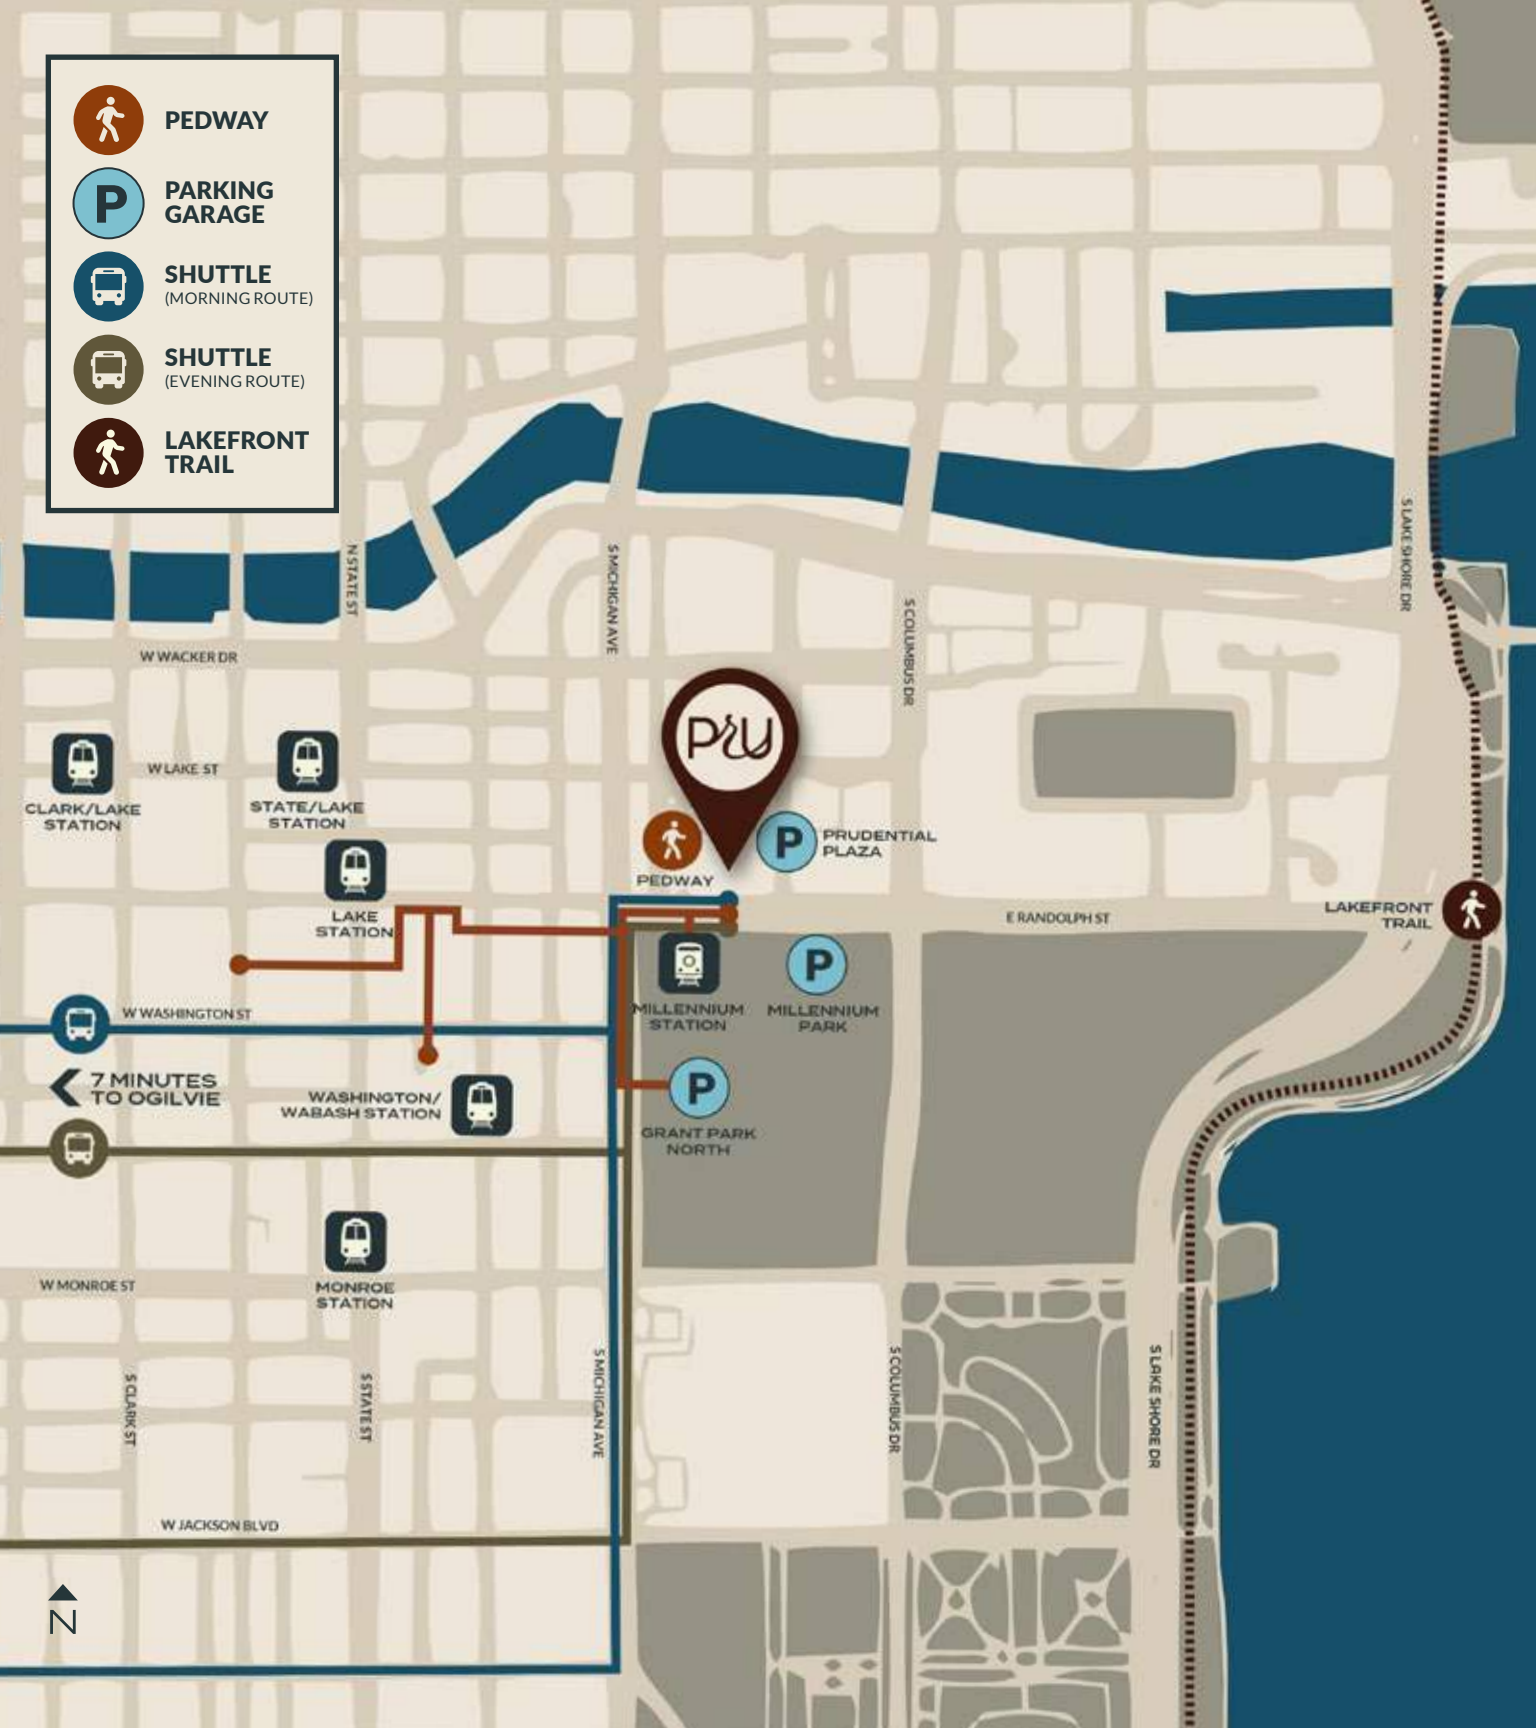 PEDWAY
P
PARKING
GARAGE
SHUTTLE
(MORNING ROUTE)
SHUTTLE
(EVENING ROUTE)
LAKEFRONT
TRAIL
S LAKE SHORE DR
N STATE ST
S MICHIGAN AVE
S COLUMBUS DR
W WACKER DR
PRU
W LAKE ST
CLARK/LAKE
STATION
STATE/LAKE
STATION
P
PRUDENTIAL
PLAZA
PEDWAY
LAKE
STATION
E RANDOLPH ST
LAKEFRONT
TRAIL
P
MILLENNIUM
STATION
MILLENNIUM
PARK
W WASHINGTON ST
7 MINUTES
TO OGILVIE
WASHINGTON/
WABASH STATION
P
GRANT PARK
NORTH
W MONROE ST
MONROE
STATION
S CLARK ST
S STATE ST
S MICHIGAN AVE
S COLUMBUS DR
S LAKE SHORE DR
W JACKSON BLVD
N